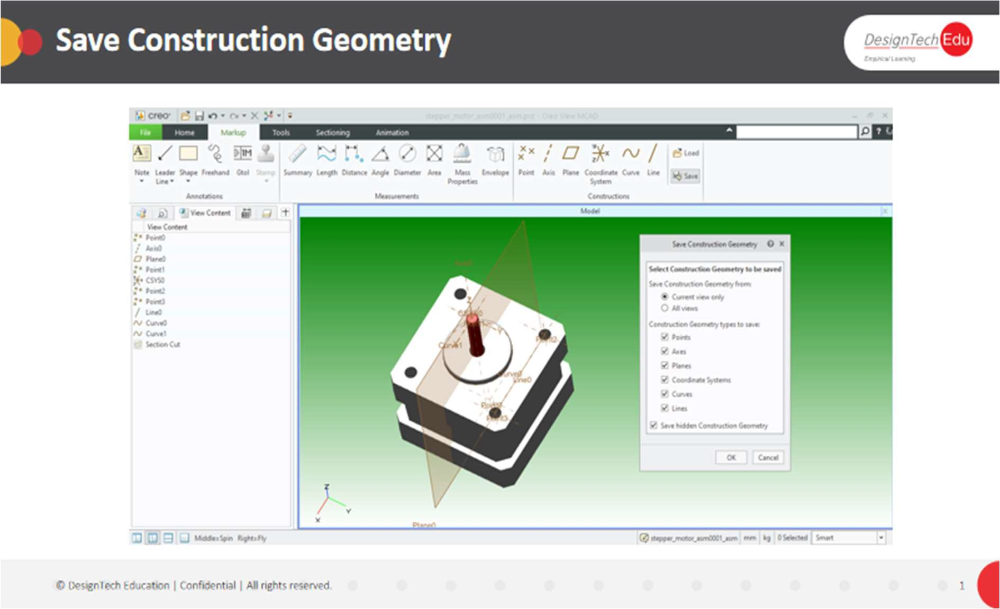 Save Construction Geometry
DesignTech Edu
Empirical Learning
creo
stepper_motor_asm0001_asm.pvz - Creo View MCAD
File Home Markup Tools Sectioning Animation
Note Leader Line Shape Freehand Gtol Stamp
Annotations
Summary Length Distance Angle Diameter Area Mass Properties Envelope
Measurements
Point Axis Plane Coordinate System Curve Line
Load
Save
Constructions
View Content
View Content
Point0
Axis0
Plane0
Point1
CSYS0
Point2
Point3
Line0
Curve0
Curve1
Section Cut
Model
Curve1
Point2
Curve0
Line0
Point3
Plane0
Z
Y
X
Save Construction Geometry
Select Construction Geometry to be saved
Save Construction Geometry from:
Current view only
All views
Construction Geometry types to save:
Points
Axes
Planes
Coordinate Systems
Curves
Lines
Save hidden Construction Geometry
OK Cancel
Middle=Spin Right=Fly
stepper_motor_asm0001_asm mm kg 0 Selected Smart
© DesignTech Education | Confidential | All rights reserved.
1